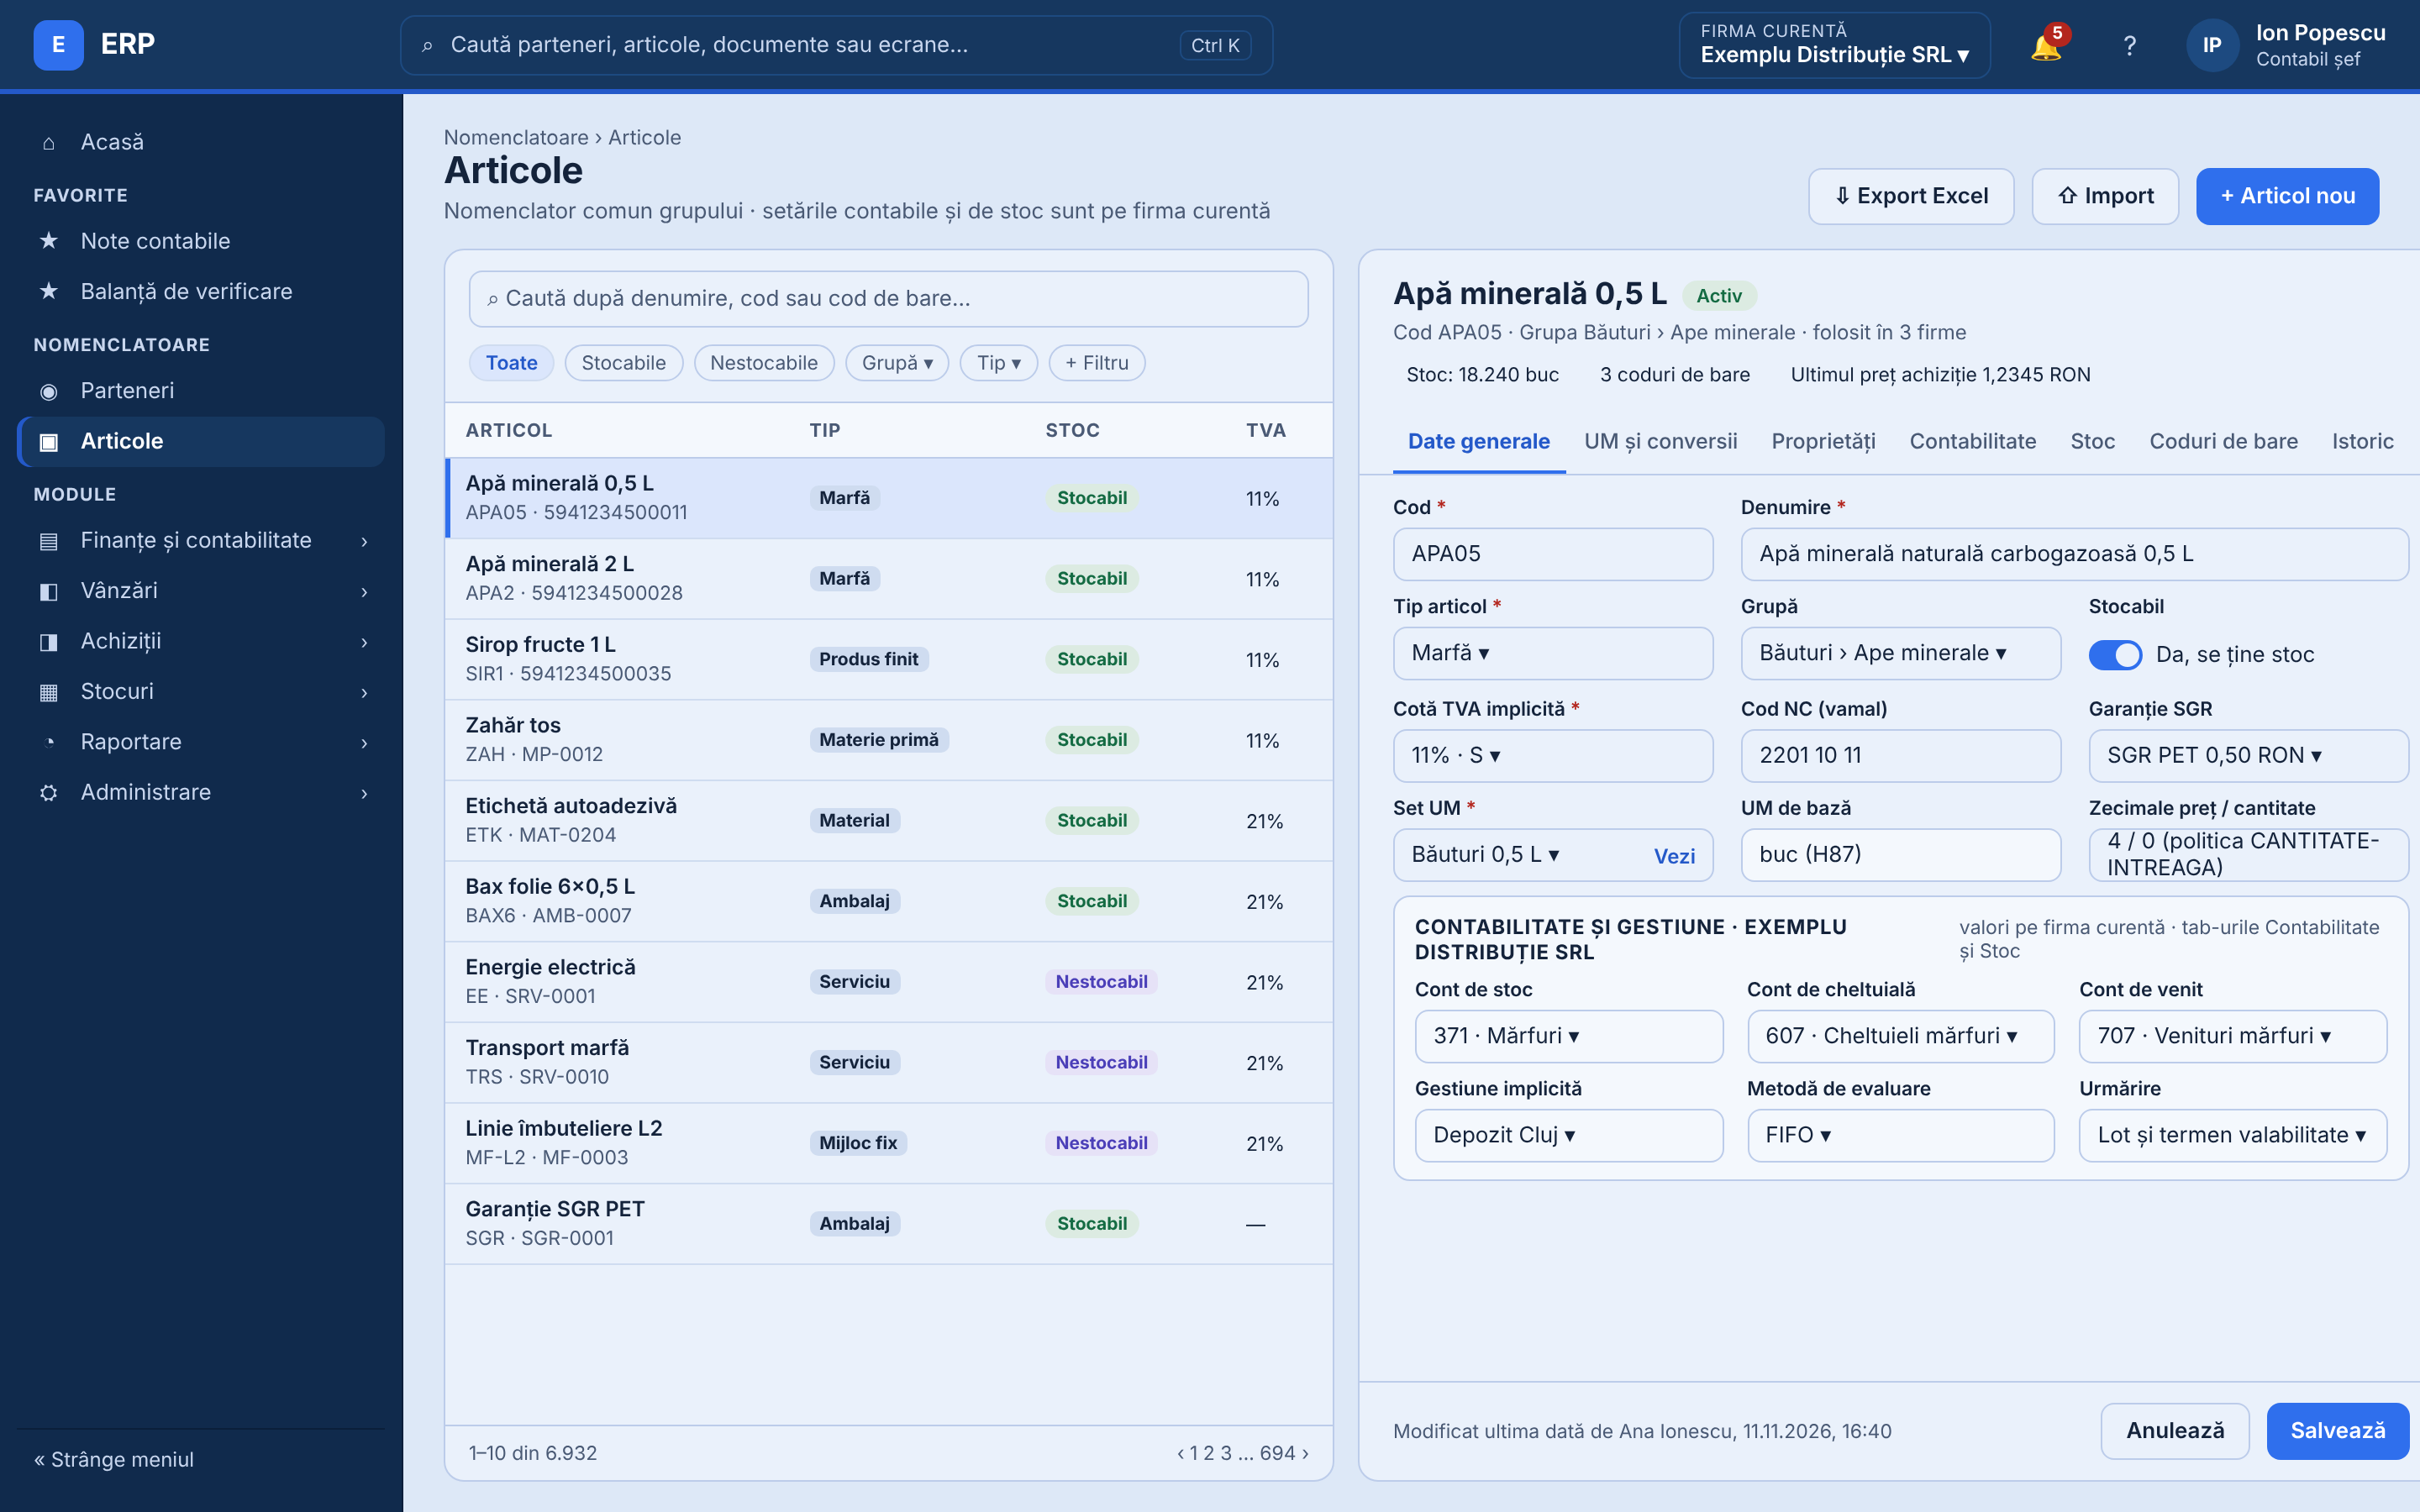 E ERP
Caută parteneri, articole, documente sau ecrane... Ctrl K
FIRMA CURENTĂ
Exemplu Distribuție SRL ▾
5
?
IP
Ion Popescu
Contabil șef
Acasă
FAVORITE
★ Note contabile
★ Balanță de verificare
NOMENCLATOARE
Parteneri
Articole
MODULE
Finanțe și contabilitate ›
Vânzări ›
Achiziții ›
Stocuri ›
Raportare ›
Administrare ›
« Strânge meniul
Nomenclatoare › Articole
Articole
Nomenclator comun grupului · setările contabile și de stoc sunt pe firma curentă
⇩ Export Excel
⇧ Import
+ Articol nou
Caută după denumire, cod sau cod de bare...
Toate Stocabile Nestocabile Grupă ▾ Tip ▾ + Filtru
ARTICOL TIP STOC TVA
Apă minerală 0,5 L
APA05 · 5941234500011
Marfă Stocabil 11%
Apă minerală 2 L
APA2 · 5941234500028
Marfă Stocabil 11%
Sirop fructe 1 L
SIR1 · 5941234500035
Produs finit Stocabil 11%
Zahăr tos
ZAH · MP-0012
Materie primă Stocabil 11%
Etichetă autoadezivă
ETK · MAT-0204
Material Stocabil 21%
Bax folie 6×0,5 L
BAX6 · AMB-0007
Ambalaj Stocabil 21%
Energie electrică
EE · SRV-0001
Serviciu Nestocabil 21%
Transport marfă
TRS · SRV-0010
Serviciu Nestocabil 21%
Linie îmbuteliere L2
MF-L2 · MF-0003
Mijloc fix Nestocabil 21%
Garanție SGR PET
SGR · SGR-0001
Ambalaj Stocabil —
1–10 din 6.932
‹ 1 2 3 ... 694 ›
Apă minerală 0,5 L Activ
Cod APA05 · Grupa Băuturi › Ape minerale · folosit în 3 firme
Stoc: 18.240 buc 3 coduri de bare Ultimul preț achiziție 1,2345 RON
Date generale UM și conversii Proprietăți Contabilitate Stoc Coduri de bare Istoric
Cod * Denumire *
APA05 Apă minerală naturală carbogazoasă 0,5 L
Tip articol * Grupă Stocabil
Marfă ▾ Băuturi › Ape minerale ▾ Da, se ține stoc
Cotă TVA implicită * Cod NC (vamal) Garanție SGR
11% · S ▾ 2201 10 11 SGR PET 0,50 RON ▾
Set UM * UM de bază Zecimale preț / cantitate
Băuturi 0,5 L ▾ Vezi buc (H87)
4 / 0 (politica CANTITATE-
INTREAGA)
CONTABILITATE ȘI GESTIUNE · EXEMPLU
DISTRIBUȚIE SRL
valori pe firma curentă · tab-urile Contabilitate
și Stoc
Cont de stoc Cont de cheltuială Cont de venit
371 · Mărfuri ▾ 607 · Cheltuieli mărfuri ▾ 707 · Venituri mărfuri ▾
Gestiune implicită Metodă de evaluare Urmărire
Depozit Cluj ▾ FIFO ▾ Lot și termen valabilitate ▾
Modificat ultima dată de Ana Ionescu, 11.11.2026, 16:40
Anulează Salvează